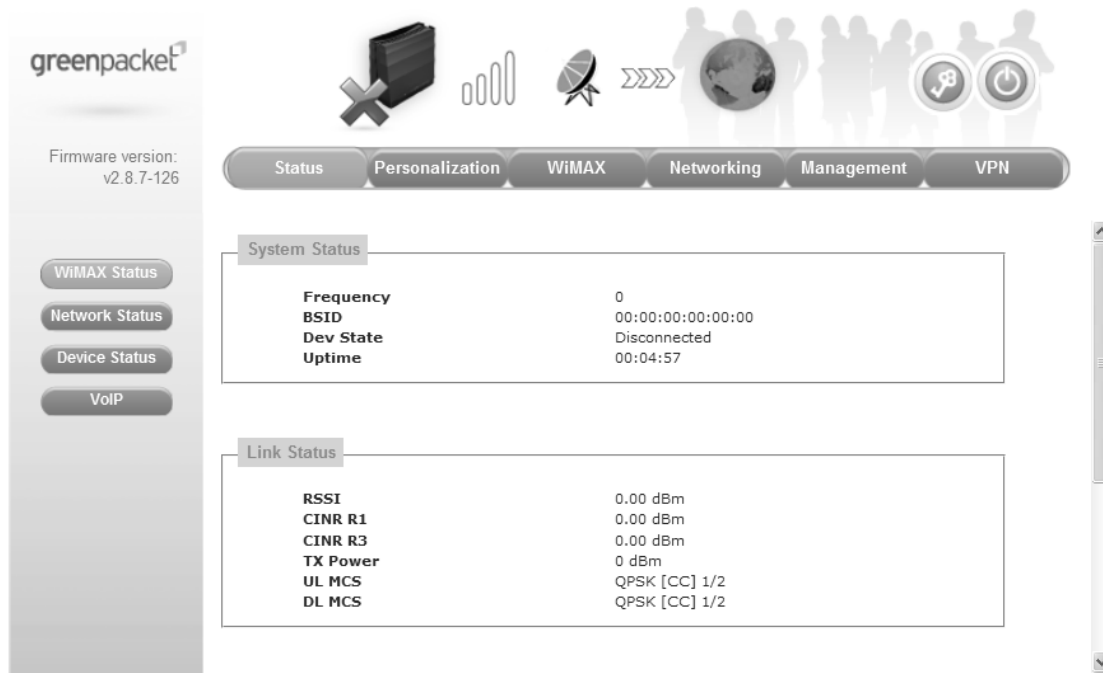 greenpacket
Firmware version:
v2.8.7-126
Status Personalization WiMAX Networking Management VPN
WiMAX Status
Network Status
Device Status
VoIP
System Status
Frequency 0
BSID 00:00:00:00:00:00
Dev State Disconnected
Uptime 00:04:57
Link Status
RSSI 0.00 dBm
CINR R1 0.00 dBm
CINR R3 0.00 dBm
TX Power 0 dBm
UL MCS QPSK [CC] 1/2
DL MCS QPSK [CC] 1/2